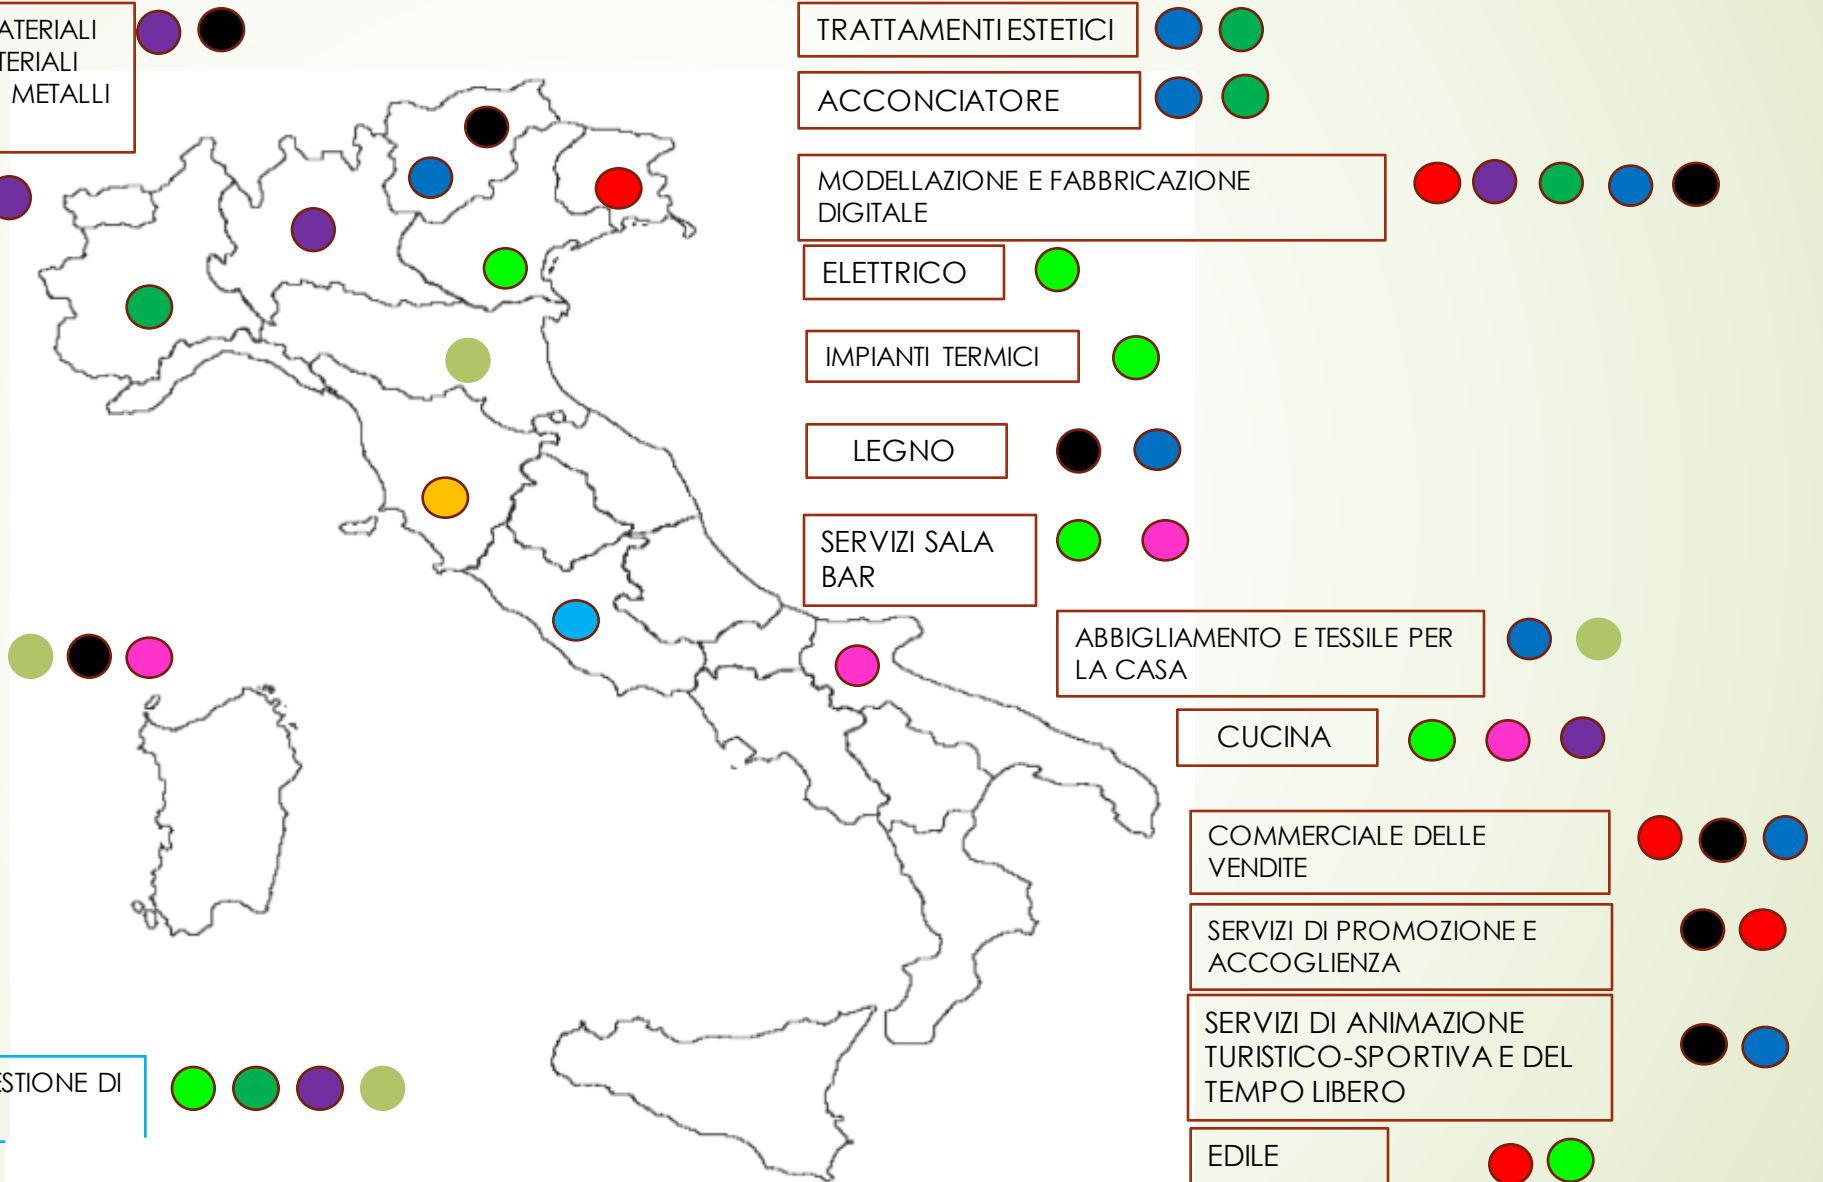 ATERIALI
TERIALI
METALLI
TRATTAMENTI ESTETICI
ACCONCIATORE
MODELLAZIONE E FABBRICAZIONE
DIGITALE
ELETTRICO
IMPIANTI TERMICI
LEGNO
SERVIZI SALA
BAR
ABBIGLIAMENTO E TESSILE PER
LA CASA
CUCINA
COMMERCIALE DELLE
VENDITE
SERVIZI DI PROMOZIONE E
ACCOGLIENZA
SERVIZI DI ANIMAZIONE
TURISTICO-SPORTIVA E DEL
TEMPO LIBERO
EDILE
ESTIONE DI